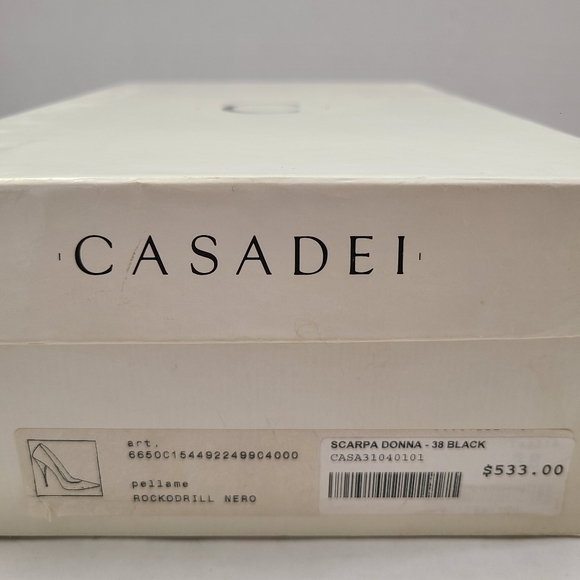 C
CASADEI
art.
6650C154492249904000
pellame
ROCKODRILL NERO
SCARPA DONNA - 38 BLACK
CASA31040101
$533.00